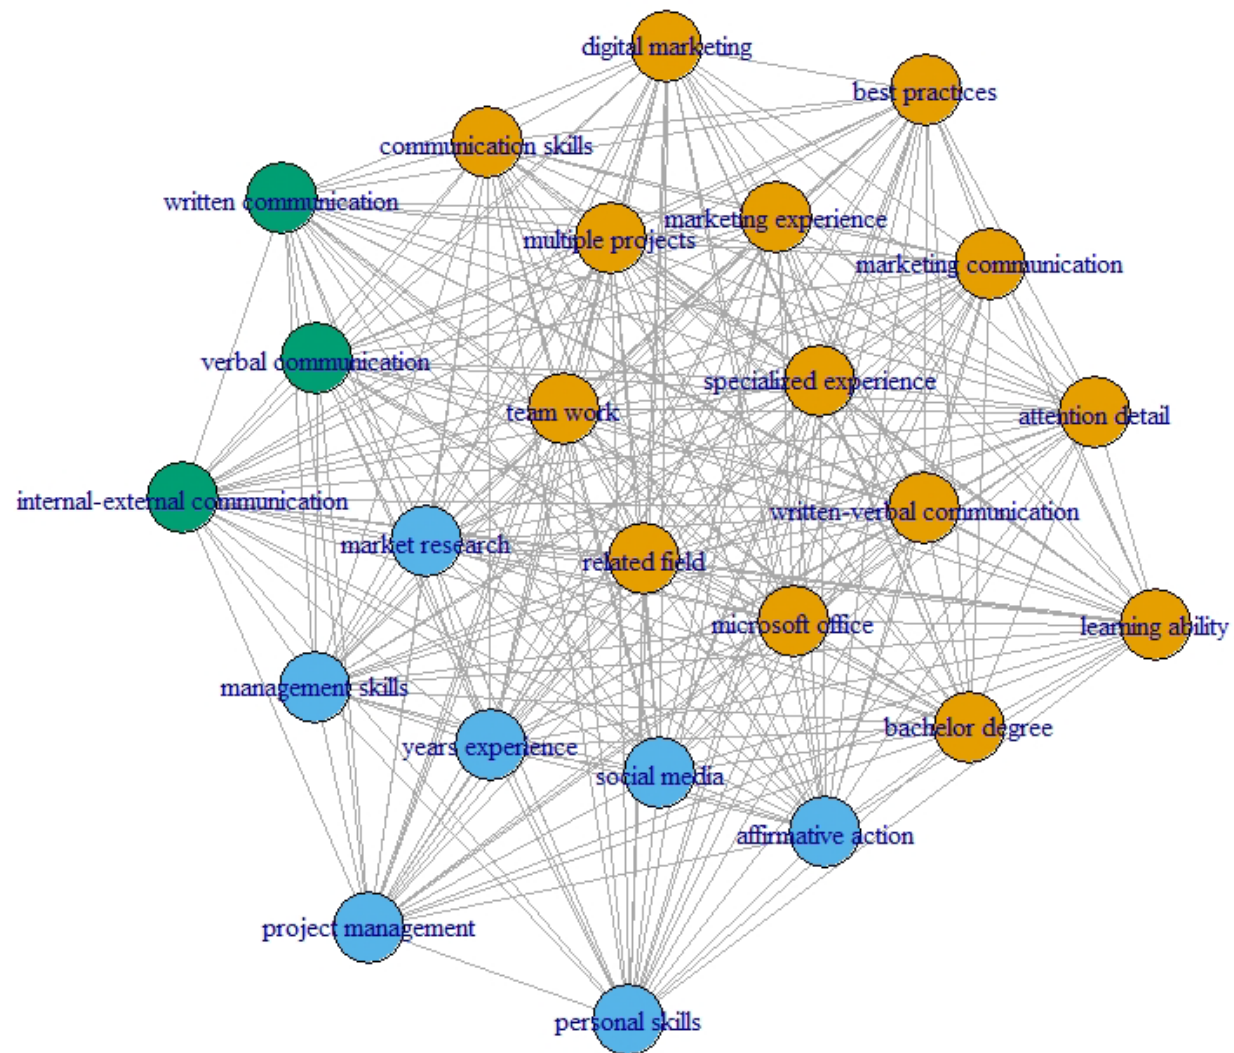 digital marketing
best practices
communication skills
written communication
marketing experience
multiple projects
marketing communication
verbal communication
specialized experience
team work
attention detail
internal-external communication
written-verbal communication
market research
related field
microsoft office
learning ability
management skills
bachelor degree
years experience
social media
affirmative action
project management
personal skills